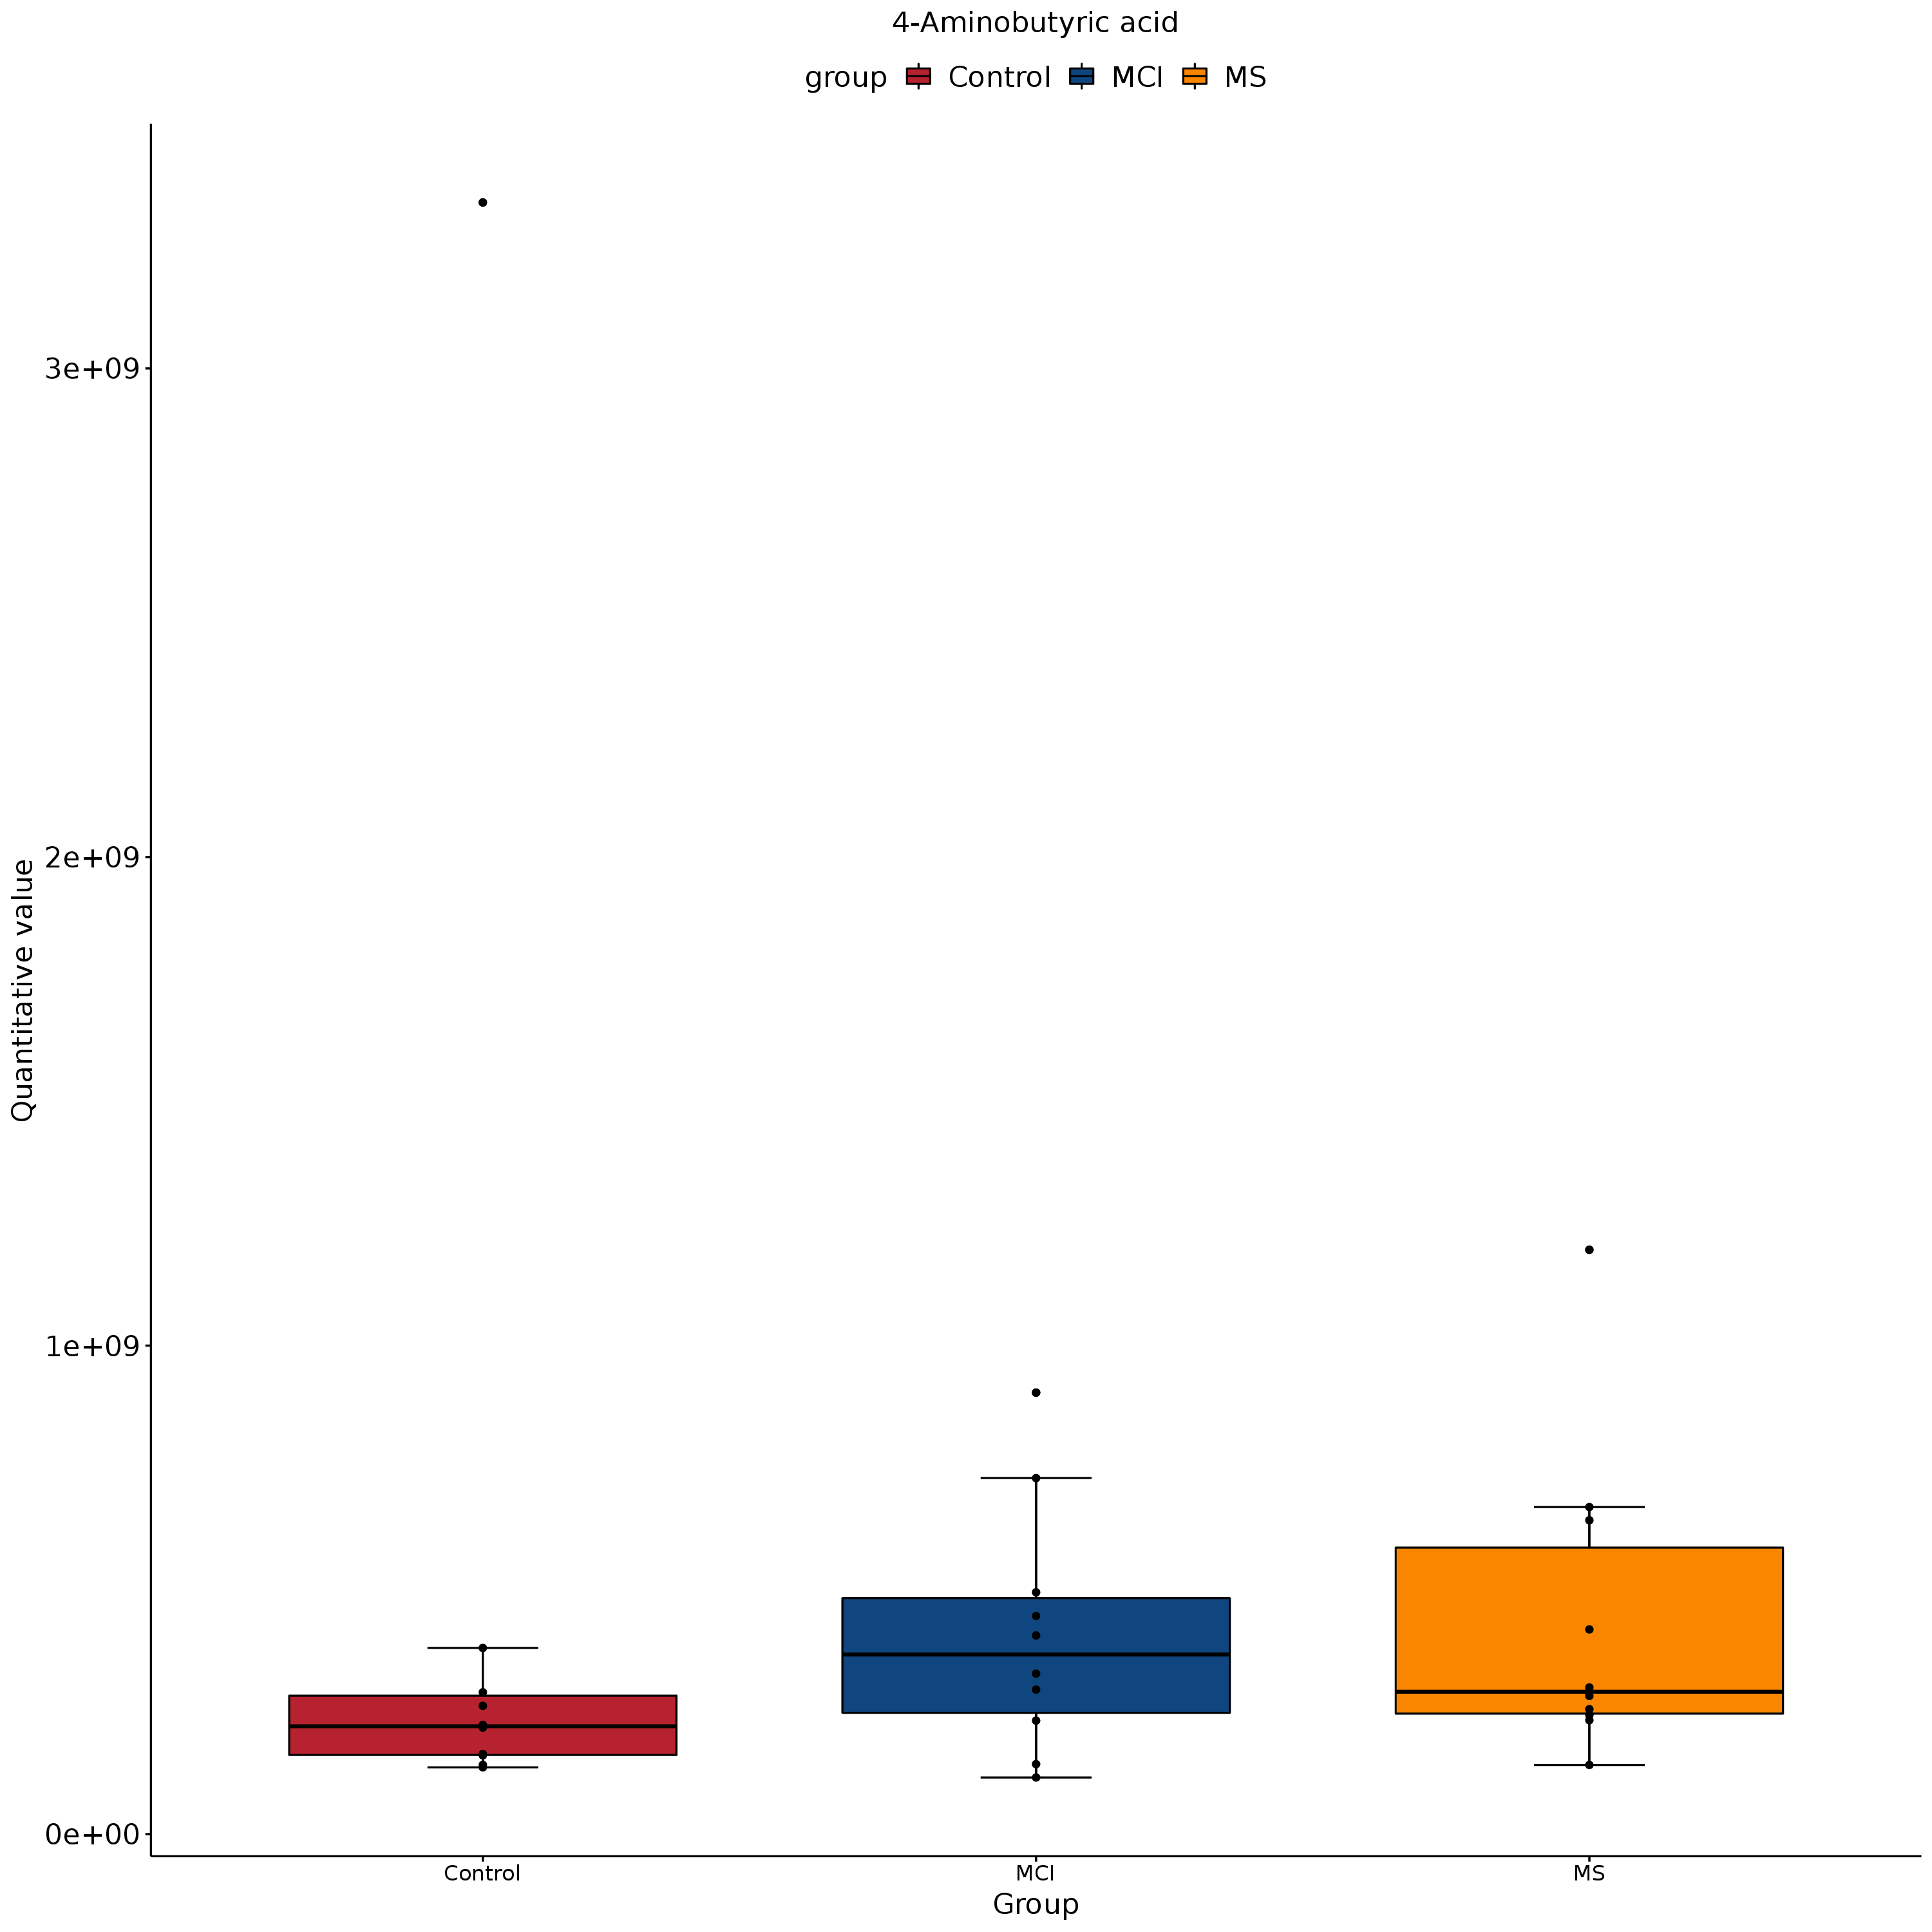 4-Aminobutyric acid
group Control MCI MS
Quantitative value
3e+09
2e+09
1e+09
0e+00
Control MCI MS
Group